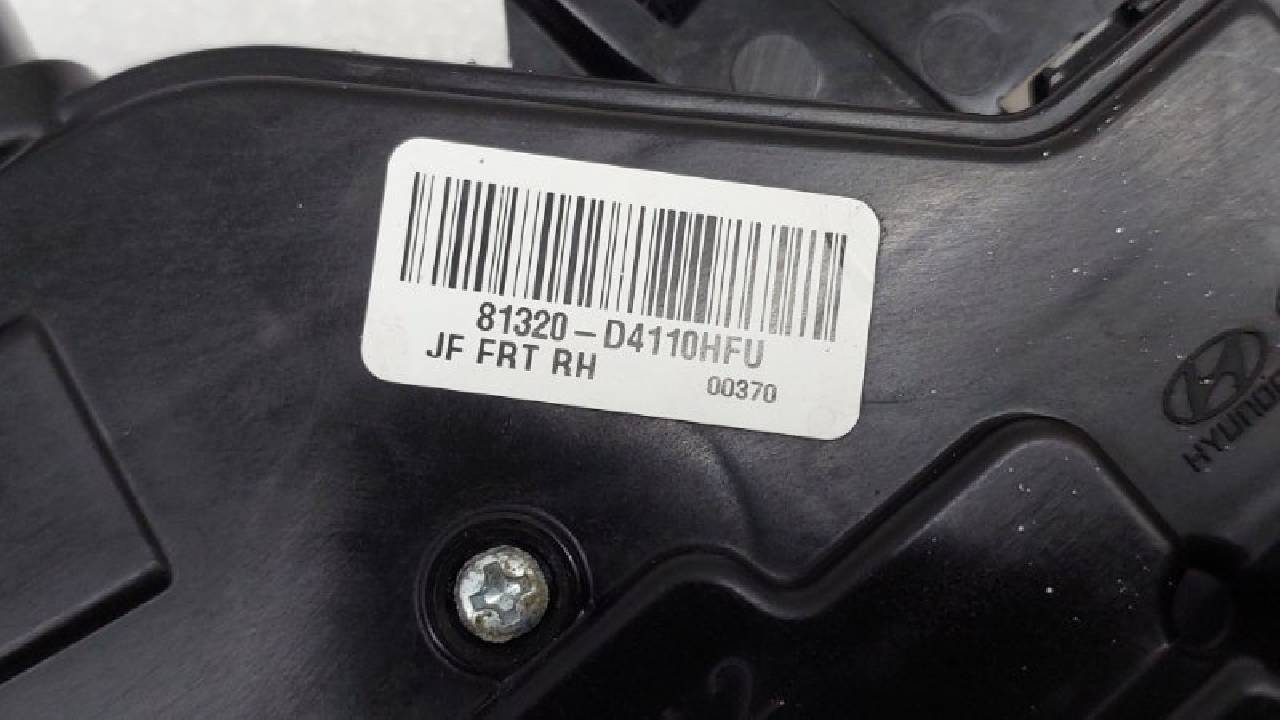 81320-D4110HFU
JF FRT RH
00370
HYUNDAI